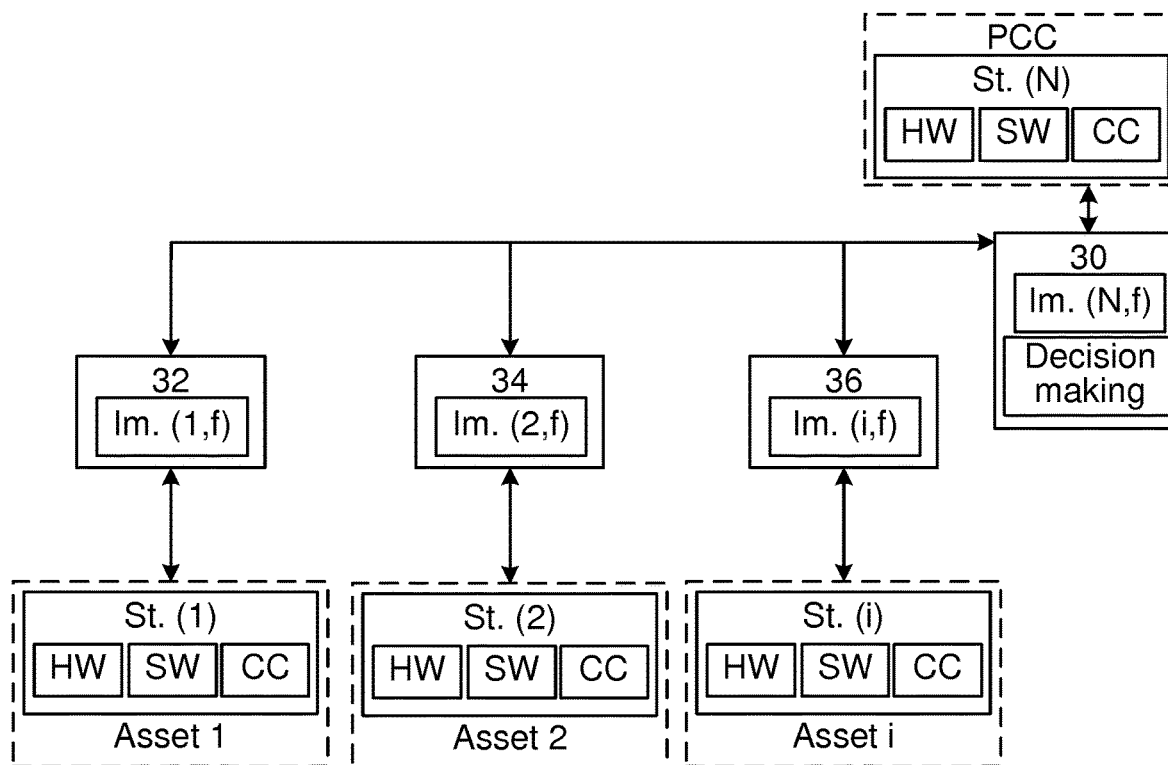 PCC
St. (N)
HW SW CC
30
Im. (N,f)
Decision
making
32
Im. (1,f)
34
Im. (2,f)
36
Im. (i,f)
St. (1)
HW SW CC
Asset 1
St. (2)
HW SW CC
Asset 2
St. (i)
HW SW CC
Asset i